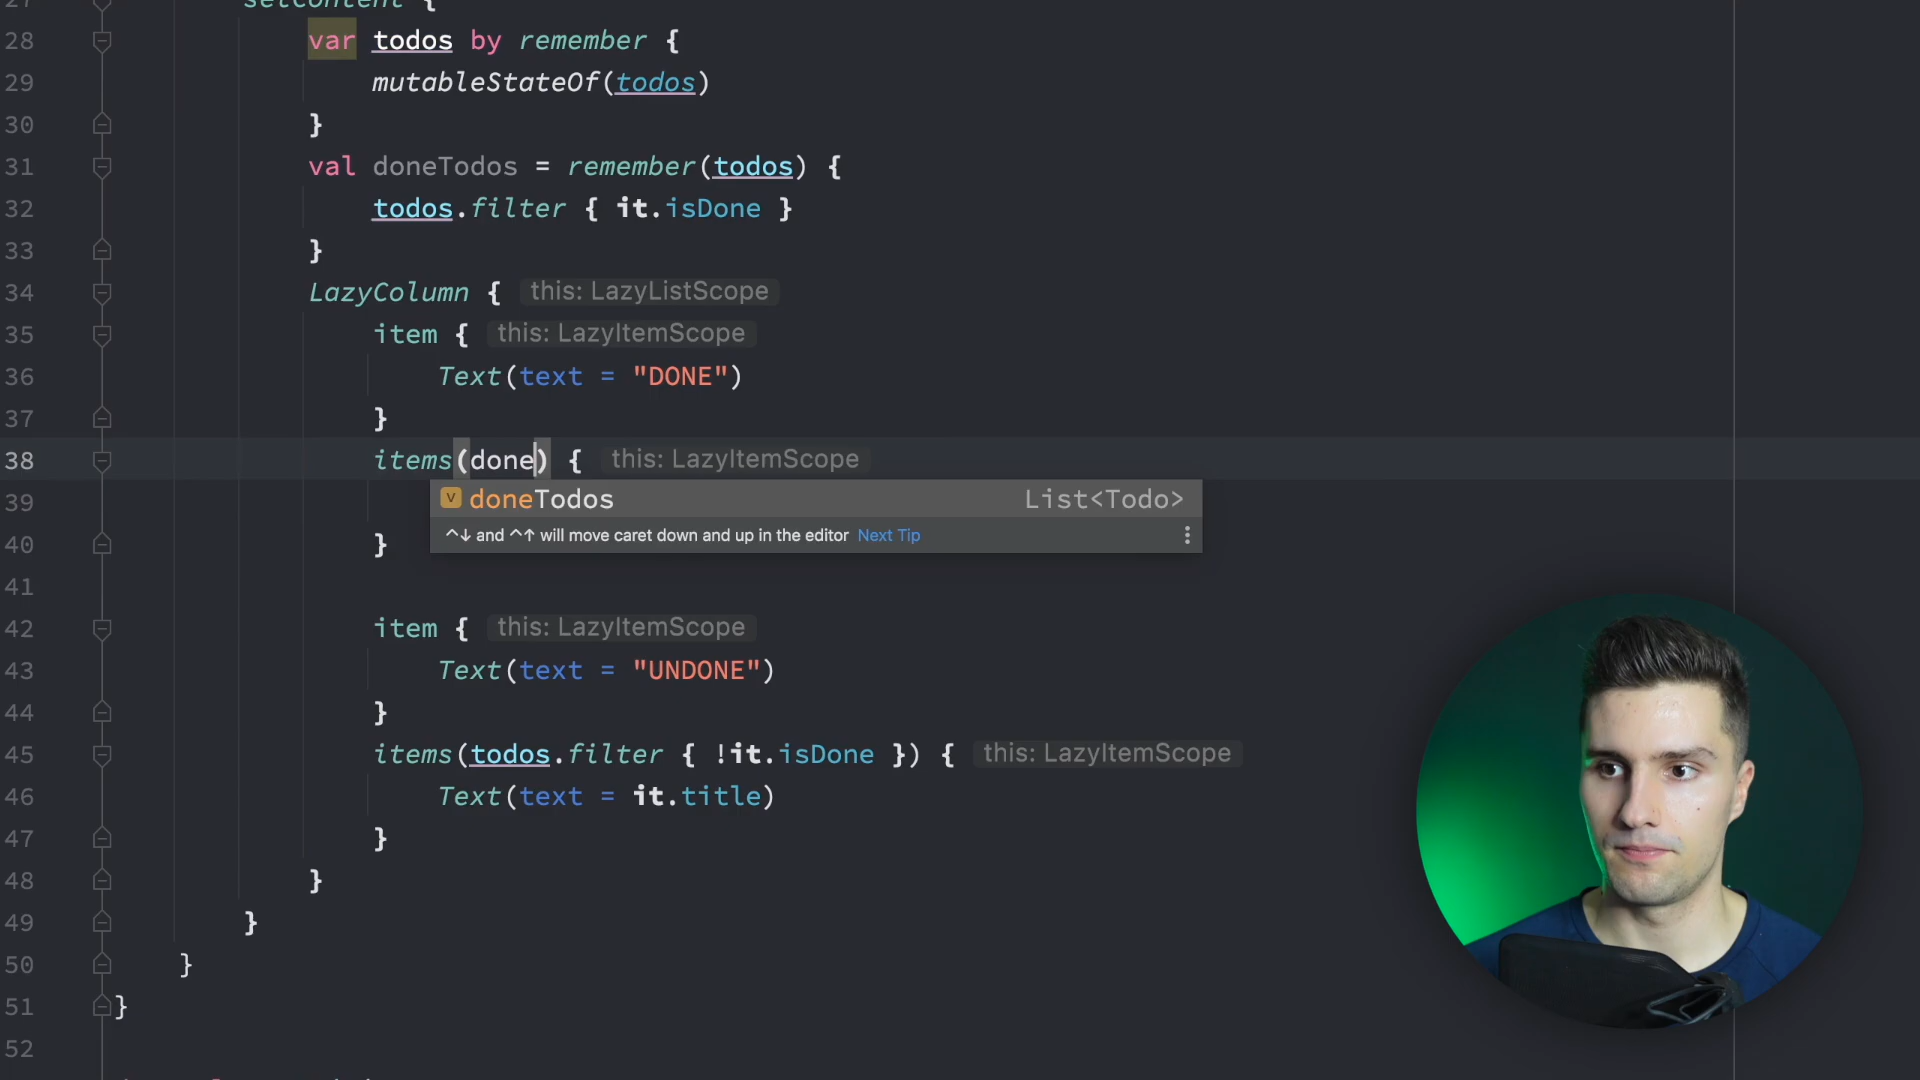 27 setContent {
28 var todos by remember {
29 mutableStateOf(todos)
30 }
31 val doneTodos = remember(todos) {
32 todos.filter { it.isDone }
33 }
34 LazyColumn { this: LazyListScope
35 item { this: LazyItemScope
36 Text(text = "DONE")
37 }
38 items(done) { this: LazyItemScope
39 v doneTodos List<Todo>
^↓ and ^↑ will move caret down and up in the editor Next Tip
40 }
41
42 item { this: LazyItemScope
43 Text(text = "UNDONE")
44 }
45 items(todos.filter { !it.isDone }) { this: LazyItemScope
46 Text(text = it.title)
47 }
48 }
49 }
50 }
51 }
52